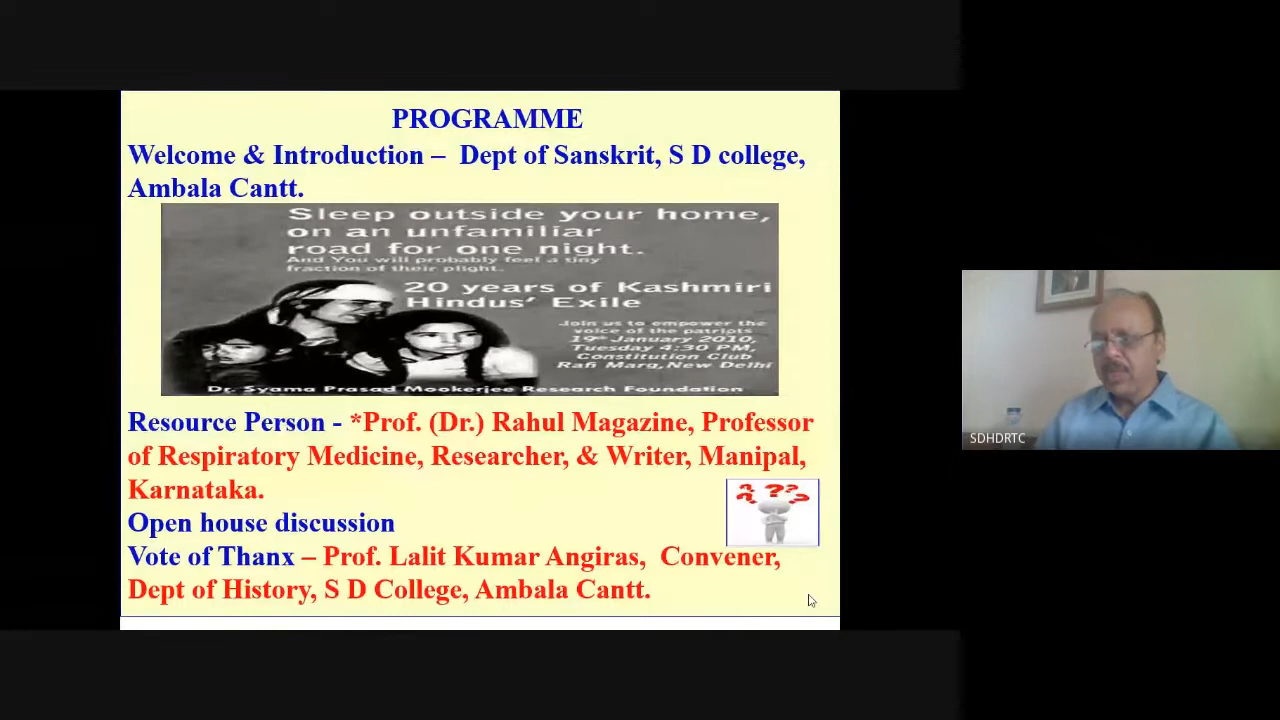 PROGRAMME
Welcome & Introduction – Dept of Sanskrit, S D college,
Ambala Cantt.
Sleep outside your home,
on an unfamiliar
road for one night.
And You will probably feel a tiny
fraction of their plight.
20 years of Kashmiri
Hindus' Exile
Join us to empower the
voice of the patriots
19th January 2010,
Tuesday 4:30 PM,
Constitution Club
Rafi Marg,New Delhi
Dr. Syama Prasad Mookerjee Research Foundation
Resource Person - *Prof. (Dr.) Rahul Magazine, Professor
of Respiratory Medicine, Researcher, & Writer, Manipal,
Karnataka.
? ? ? ? ?
Open house discussion
Vote of Thanx – Prof. Lalit Kumar Angiras, Convener,
Dept of History, S D College, Ambala Cantt.
SDHDRTC